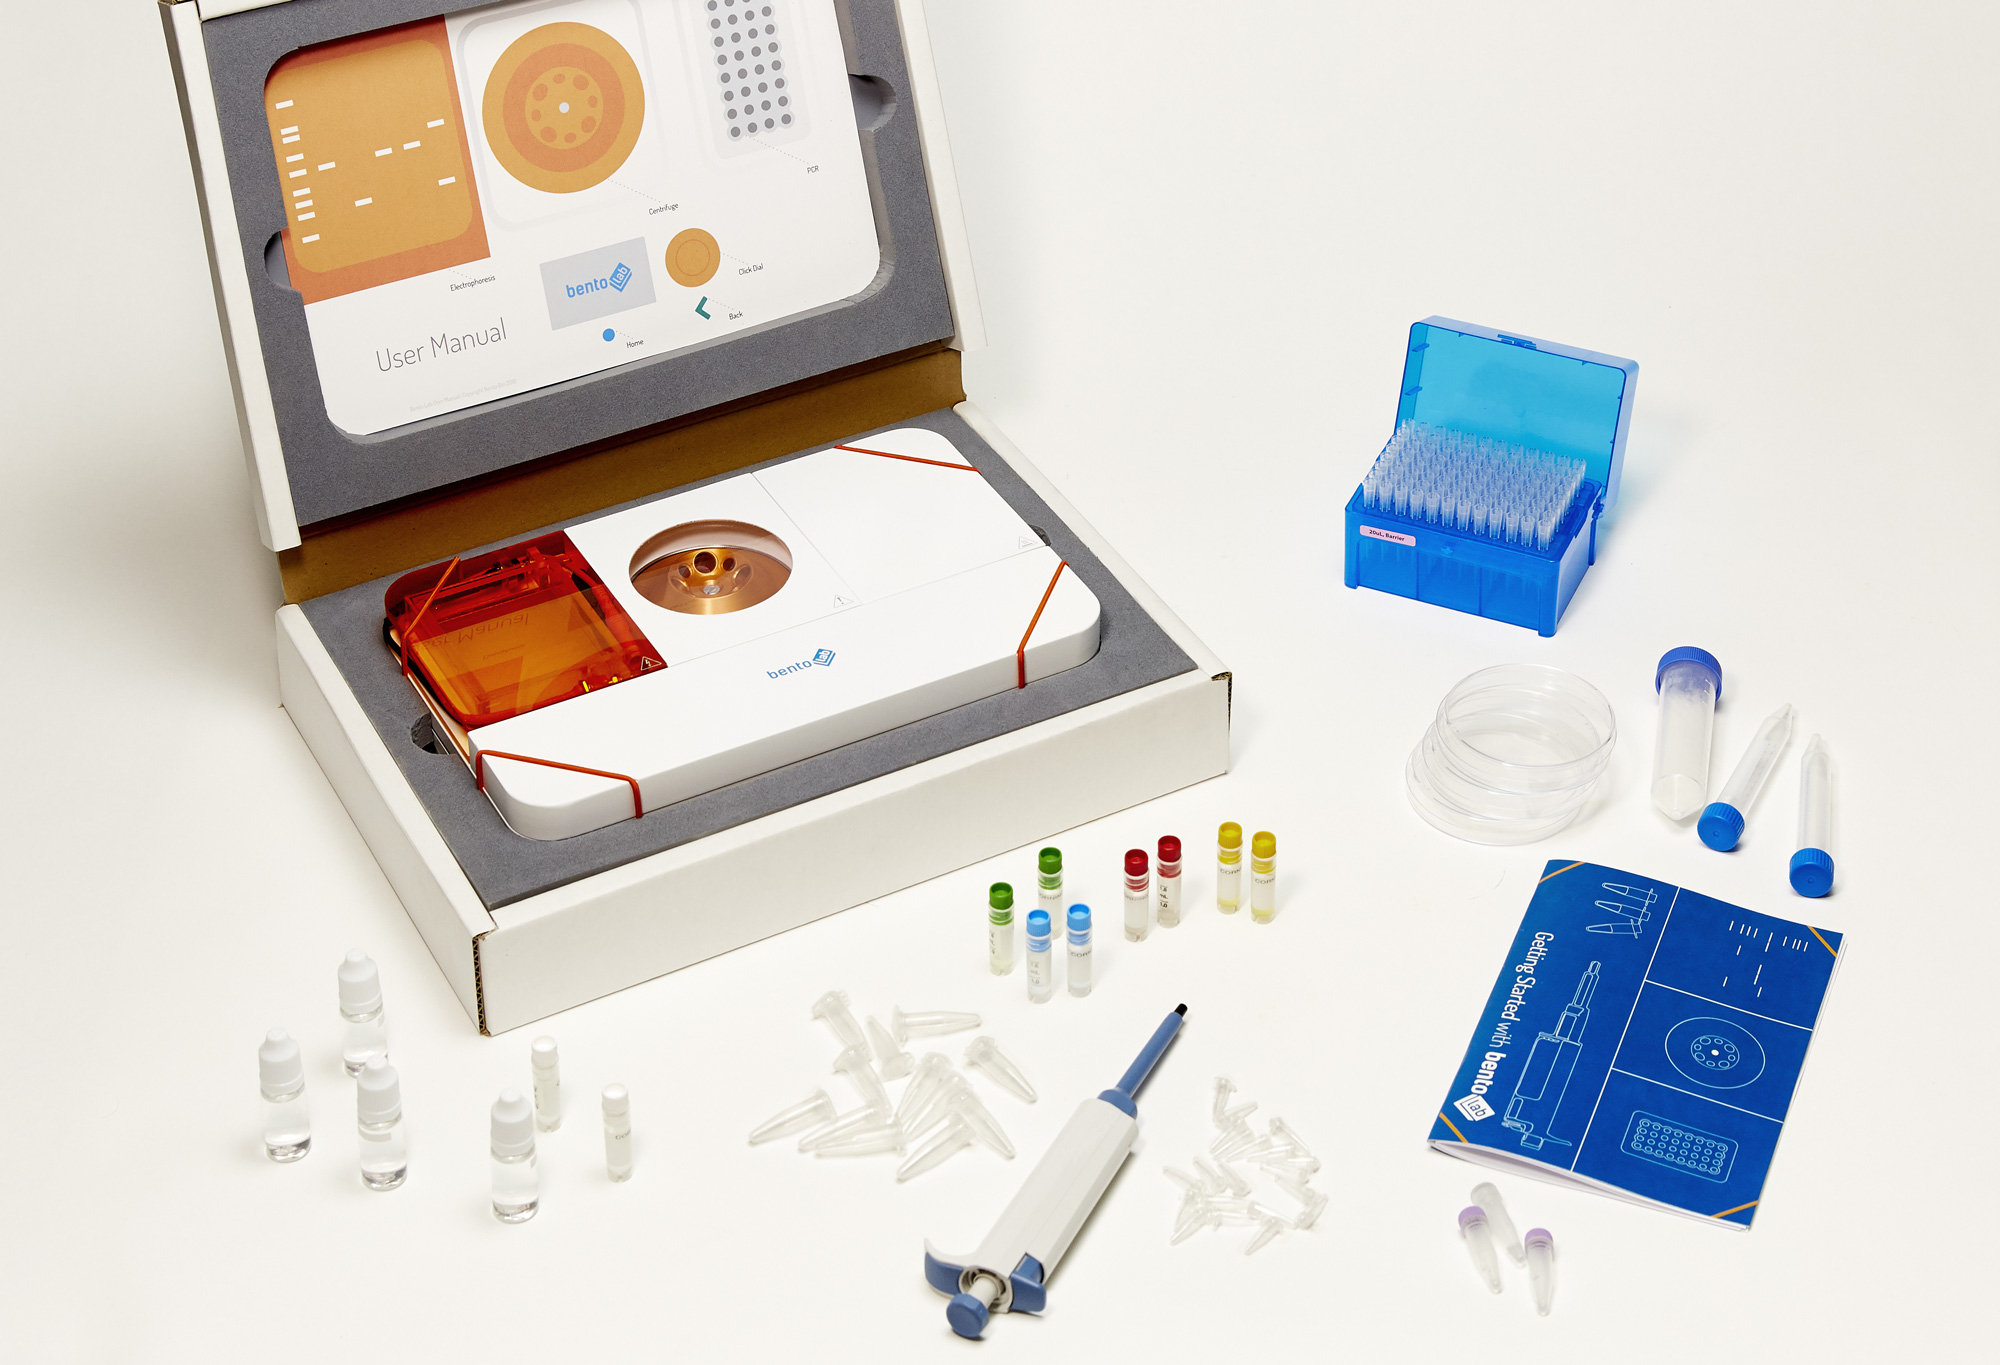 PCR
Centrifuge
Click Dial
Electrophoresis
bento Lab
Back
Home
User Manual
bento Lab
20uL, Barrier
Getting Started with bento Lab